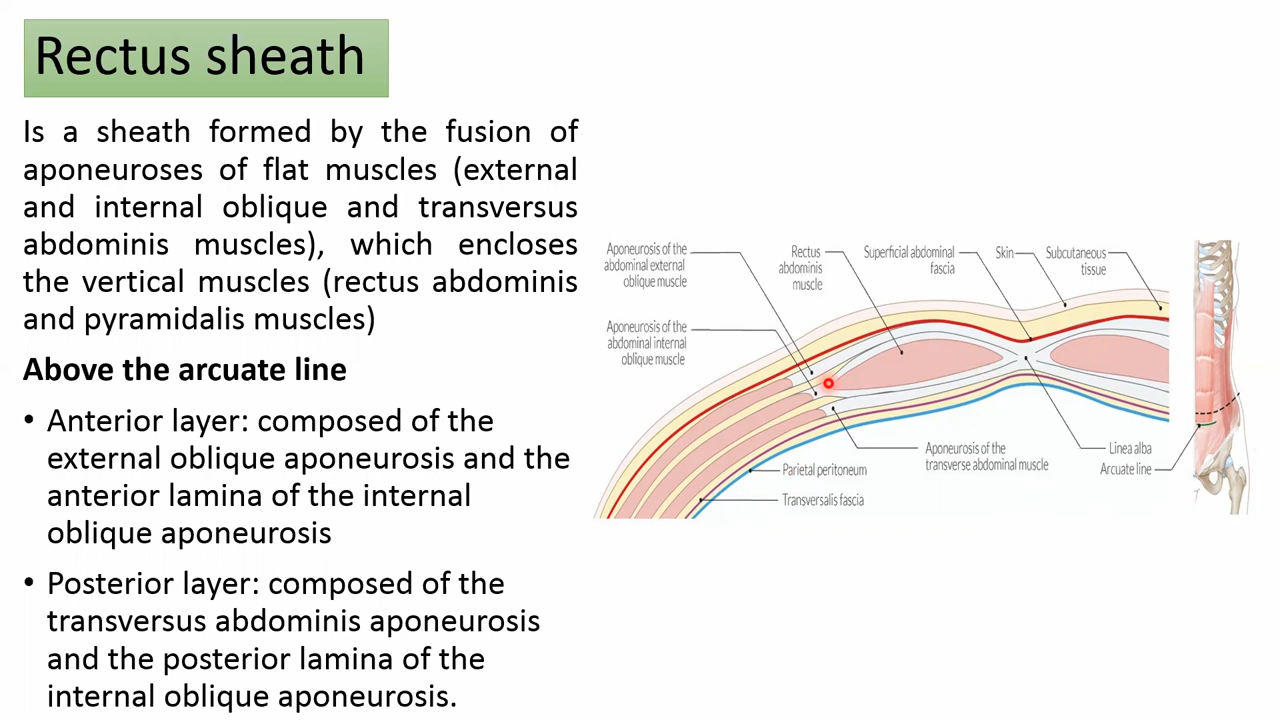 Rectus sheath
Is a sheath formed by the fusion of
aponeuroses of flat muscles (external
and internal oblique and transversus
abdominis muscles), which encloses
the vertical muscles (rectus abdominis
and pyramidalis muscles)
Above the arcuate line
• Anterior layer: composed of the
external oblique aponeurosis and the
anterior lamina of the internal
oblique aponeurosis
• Posterior layer: composed of the
transversus abdominis aponeurosis
and the posterior lamina of the
internal oblique aponeurosis.
Aponeurosis of the
abdominal external
oblique muscle
Rectus
abdominis
muscle
Superficial abdominal
fascia
Skin
Subcutaneous
tissue
Aponeurosis of the
abdominal internal
oblique muscle
Aponeurosis of the
transverse abdominal muscle
Linea alba
Arcuate line
Parietal peritoneum
Transversalis fascia